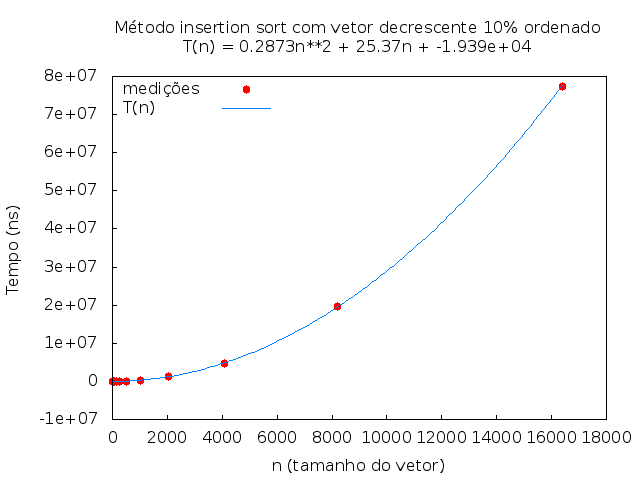 Método insertion sort com vetor decrescente 10% ordenado
T(n) = 0.2873n**2 + 25.37n + -1.939e+04
medições
T(n)
8e+07
7e+07
6e+07
5e+07
4e+07
3e+07
2e+07
1e+07
0
-1e+07
Tempo (ns)
0 2000 4000 6000 8000 10000 12000 14000 16000 18000
n (tamanho do vetor)